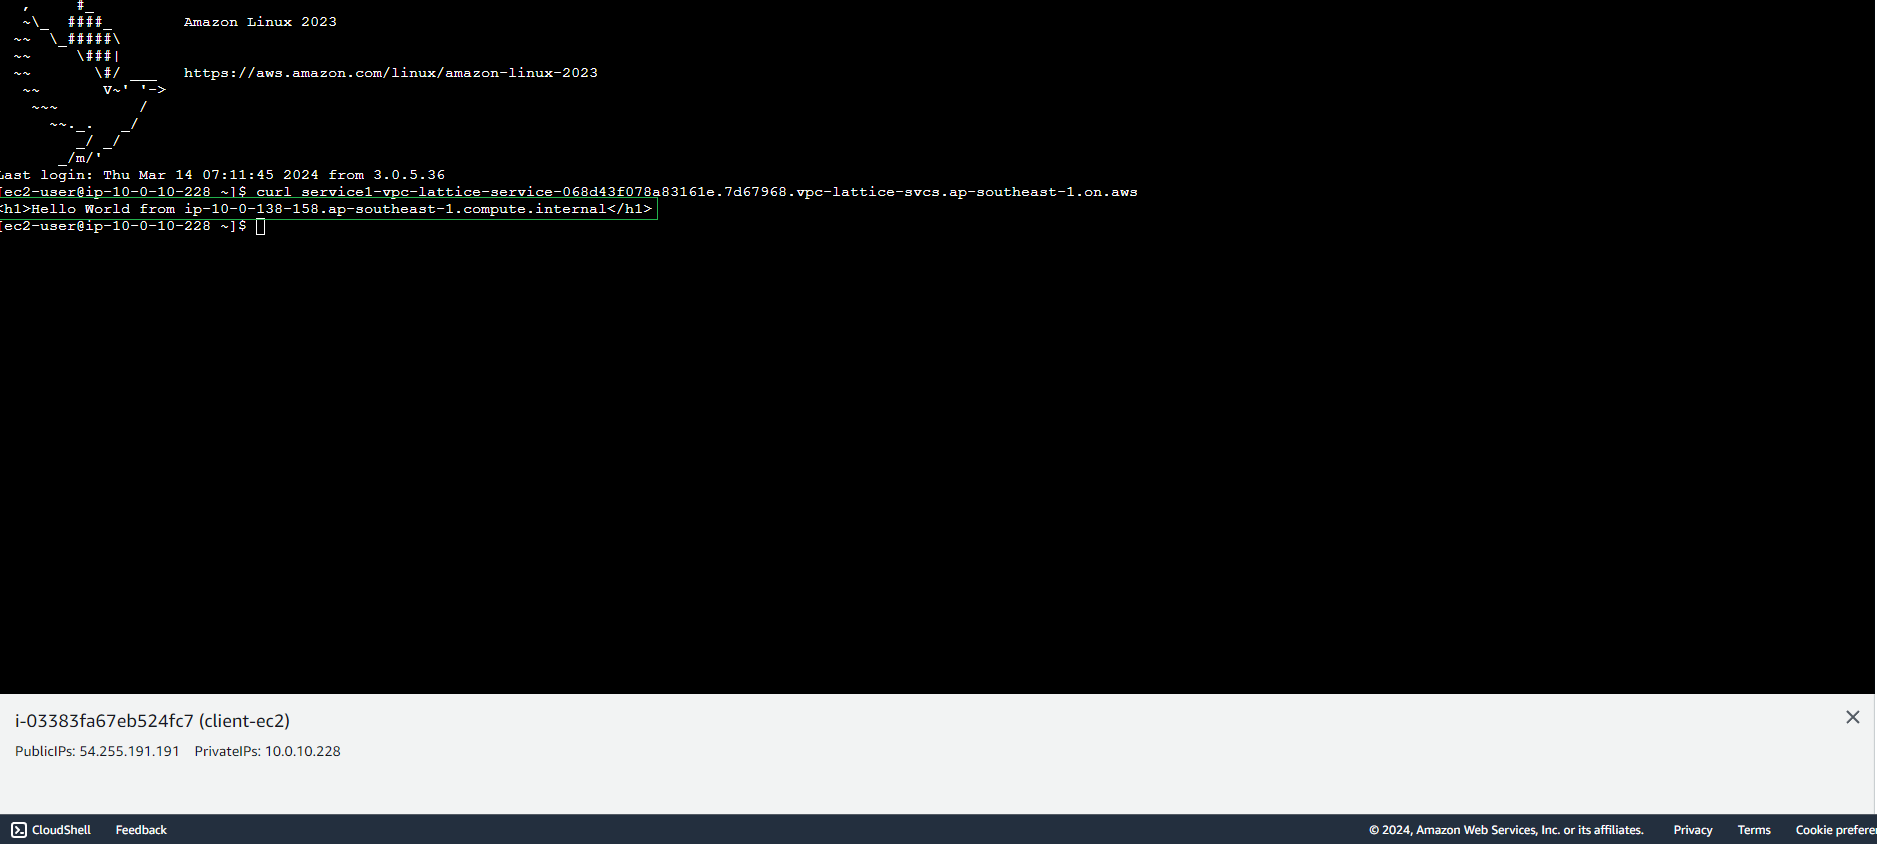 ,     #_
~\_  ####_        Amazon Linux 2023
~~  \_#####\
~~     \###|
~~       \#/ ___   https://aws.amazon.com/linux/amazon-linux-2023
~~       V~' '->
~~~         /
~~._.   _/
_/ _/
_/m/'
Last login: Thu Mar 14 07:11:45 2024 from 3.0.5.36
[ec2-user@ip-10-0-10-228 ~]$ curl service1-vpc-lattice-service-068d43f078a83161e.7d67968.vpc-lattice-svcs.ap-southeast-1.on.aws
<h1>Hello World from ip-10-0-138-158.ap-southeast-1.compute.internal</h1>
[ec2-user@ip-10-0-10-228 ~]$
i-03383fa67eb524fc7 (client-ec2)
PublicIPs: 54.255.191.191 PrivateIPs: 10.0.10.228
CloudShell Feedback © 2024, Amazon Web Services, Inc. or its affiliates. Privacy Terms Cookie prefere